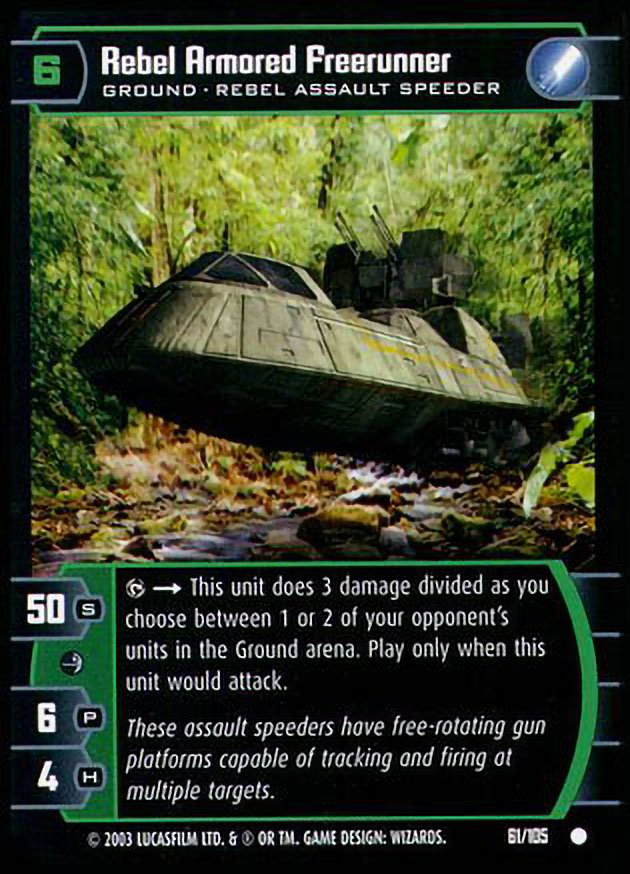 6
Rebel Armored Freerunner
GROUND · REBEL ASSAULT SPEEDER
50 S
6 P
4 H
→ This unit does 3 damage divided as you
choose between 1 or 2 of your opponent's
units in the Ground arena. Play only when this
unit would attack.
These assault speeders have free-rotating gun
platforms capable of tracking and firing at
multiple targets.
© 2003 LUCASFILM LTD. & ® OR TM. GAME DESIGN: WIZARDS.
61/105